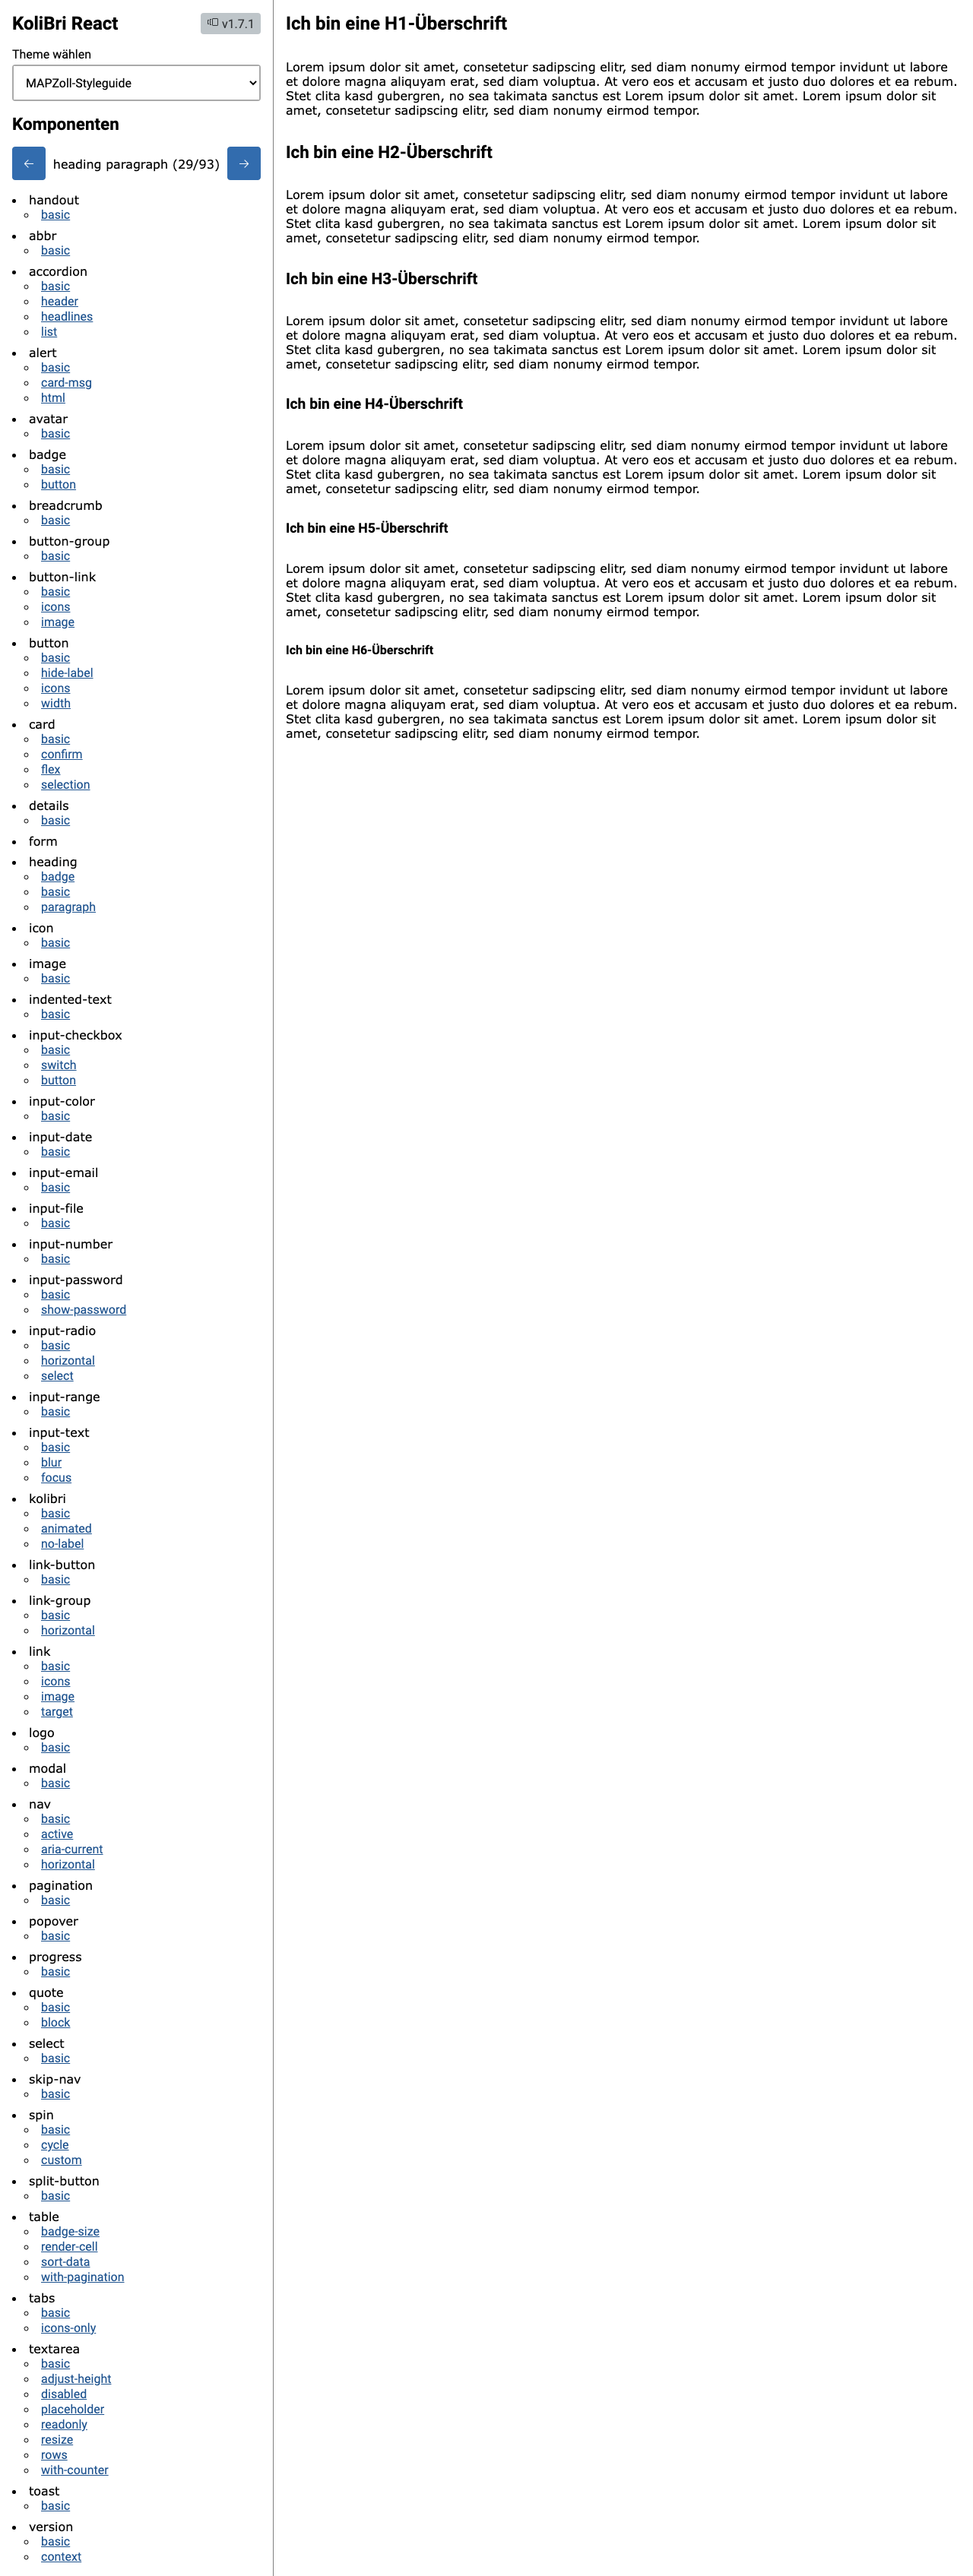 KoliBri React
v1.7.1
Theme wählen
MAPZoll-Styleguide
Komponenten
← heading paragraph (29/93) →
handout
basic
abbr
basic
accordion
basic
header
headlines
list
alert
basic
card-msg
html
avatar
basic
badge
basic
button
breadcrumb
basic
button-group
basic
button-link
basic
icons
image
button
basic
hide-label
icons
width
card
basic
confirm
flex
selection
details
basic
form
heading
badge
basic
paragraph
icon
basic
image
basic
indented-text
basic
input-checkbox
basic
switch
button
input-color
basic
input-date
basic
input-email
basic
input-file
basic
input-number
basic
input-password
basic
show-password
input-radio
basic
horizontal
select
input-range
basic
input-text
basic
blur
focus
kolibri
basic
animated
no-label
link-button
basic
link-group
basic
horizontal
link
basic
icons
image
target
logo
basic
modal
basic
nav
basic
active
aria-current
horizontal
pagination
basic
popover
basic
progress
basic
quote
basic
block
select
basic
skip-nav
basic
spin
basic
cycle
custom
split-button
basic
table
badge-size
render-cell
sort-data
with-pagination
tabs
basic
icons-only
textarea
basic
adjust-height
disabled
placeholder
readonly
resize
rows
with-counter
toast
basic
version
basic
context
Ich bin eine H1-Überschrift
Lorem ipsum dolor sit amet, consetetur sadipscing elitr, sed diam nonumy eirmod tempor invidunt ut labore
et dolore magna aliquyam erat, sed diam voluptua. At vero eos et accusam et justo duo dolores et ea rebum.
Stet clita kasd gubergren, no sea takimata sanctus est Lorem ipsum dolor sit amet. Lorem ipsum dolor sit
amet, consetetur sadipscing elitr, sed diam nonumy eirmod tempor.
Ich bin eine H2-Überschrift
Lorem ipsum dolor sit amet, consetetur sadipscing elitr, sed diam nonumy eirmod tempor invidunt ut labore
et dolore magna aliquyam erat, sed diam voluptua. At vero eos et accusam et justo duo dolores et ea rebum.
Stet clita kasd gubergren, no sea takimata sanctus est Lorem ipsum dolor sit amet. Lorem ipsum dolor sit
amet, consetetur sadipscing elitr, sed diam nonumy eirmod tempor.
Ich bin eine H3-Überschrift
Lorem ipsum dolor sit amet, consetetur sadipscing elitr, sed diam nonumy eirmod tempor invidunt ut labore
et dolore magna aliquyam erat, sed diam voluptua. At vero eos et accusam et justo duo dolores et ea rebum.
Stet clita kasd gubergren, no sea takimata sanctus est Lorem ipsum dolor sit amet. Lorem ipsum dolor sit
amet, consetetur sadipscing elitr, sed diam nonumy eirmod tempor.
Ich bin eine H4-Überschrift
Lorem ipsum dolor sit amet, consetetur sadipscing elitr, sed diam nonumy eirmod tempor invidunt ut labore
et dolore magna aliquyam erat, sed diam voluptua. At vero eos et accusam et justo duo dolores et ea rebum.
Stet clita kasd gubergren, no sea takimata sanctus est Lorem ipsum dolor sit amet. Lorem ipsum dolor sit
amet, consetetur sadipscing elitr, sed diam nonumy eirmod tempor.
Ich bin eine H5-Überschrift
Lorem ipsum dolor sit amet, consetetur sadipscing elitr, sed diam nonumy eirmod tempor invidunt ut labore
et dolore magna aliquyam erat, sed diam voluptua. At vero eos et accusam et justo duo dolores et ea rebum.
Stet clita kasd gubergren, no sea takimata sanctus est Lorem ipsum dolor sit amet. Lorem ipsum dolor sit
amet, consetetur sadipscing elitr, sed diam nonumy eirmod tempor.
Ich bin eine H6-Überschrift
Lorem ipsum dolor sit amet, consetetur sadipscing elitr, sed diam nonumy eirmod tempor invidunt ut labore
et dolore magna aliquyam erat, sed diam voluptua. At vero eos et accusam et justo duo dolores et ea rebum.
Stet clita kasd gubergren, no sea takimata sanctus est Lorem ipsum dolor sit amet. Lorem ipsum dolor sit
amet, consetetur sadipscing elitr, sed diam nonumy eirmod tempor.